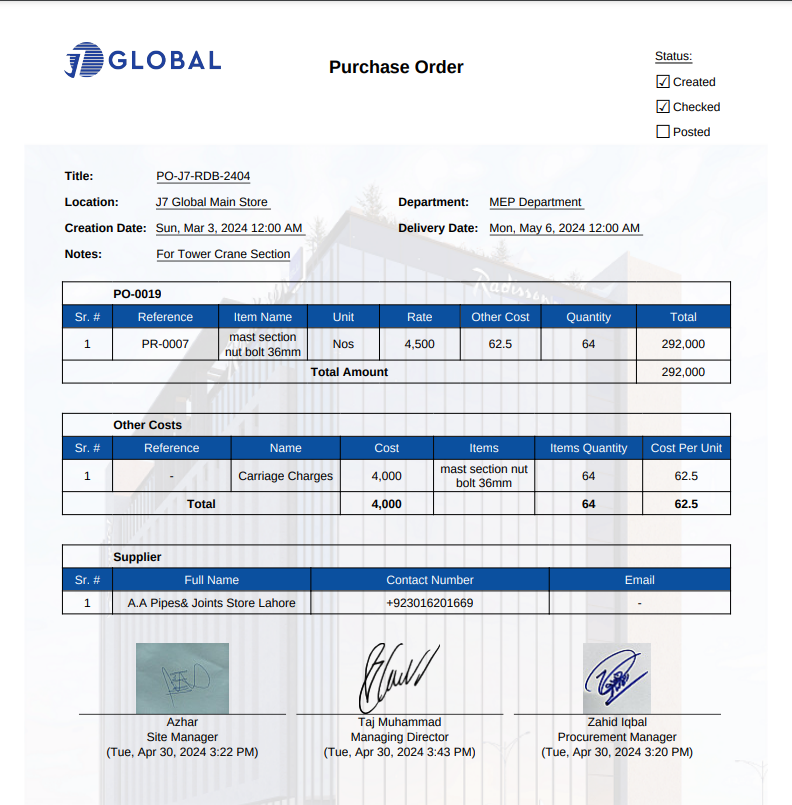 J7 GLOBAL
Purchase Order
Status:
☑ Created
☑ Checked
☐ Posted
Title: PO-J7-RDB-2404
Location: J7 Global Main Store Department: MEP Department
Creation Date: Sun, Mar 3, 2024 12:00 AM Delivery Date: Mon, May 6, 2024 12:00 AM
Notes: For Tower Crane Section
PO-0019
Sr. # Reference Item Name Unit Rate Other Cost Quantity Total
1 PR-0007 mast section nut bolt 36mm Nos 4,500 62.5 64 292,000
Total Amount 292,000
Other Costs
Sr. # Reference Name Cost Items Items Quantity Cost Per Unit
1 - Carriage Charges 4,000 mast section nut bolt 36mm 64 62.5
Total 4,000 64 62.5
Supplier
Sr. # Full Name Contact Number Email
1 A.A Pipes& Joints Store Lahore +923016201669 -
Azhar Taj Muhammad Zahid Iqbal
Site Manager Managing Director Procurement Manager
(Tue, Apr 30, 2024 3:22 PM) (Tue, Apr 30, 2024 3:43 PM) (Tue, Apr 30, 2024 3:20 PM)